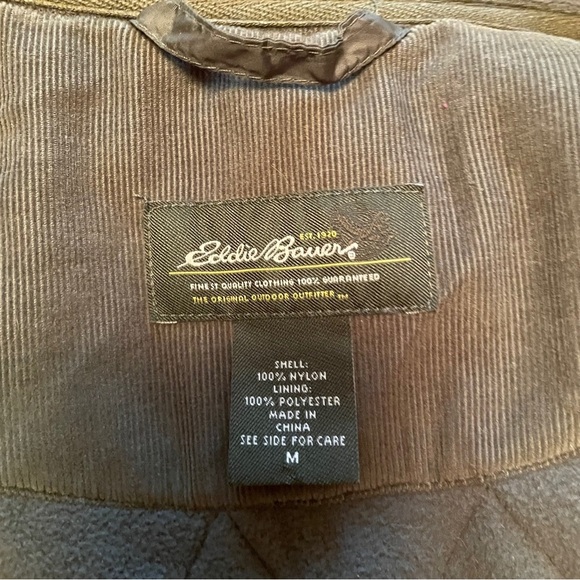 EST. 1920
Eddie Bauer®
FINEST QUALITY CLOTHING 100% GUARANTEED
THE ORIGINAL OUTDOOR OUTFITTER ™
SHELL:
100% NYLON
LINING:
100% POLYESTER
MADE IN
CHINA
SEE SIDE FOR CARE
M